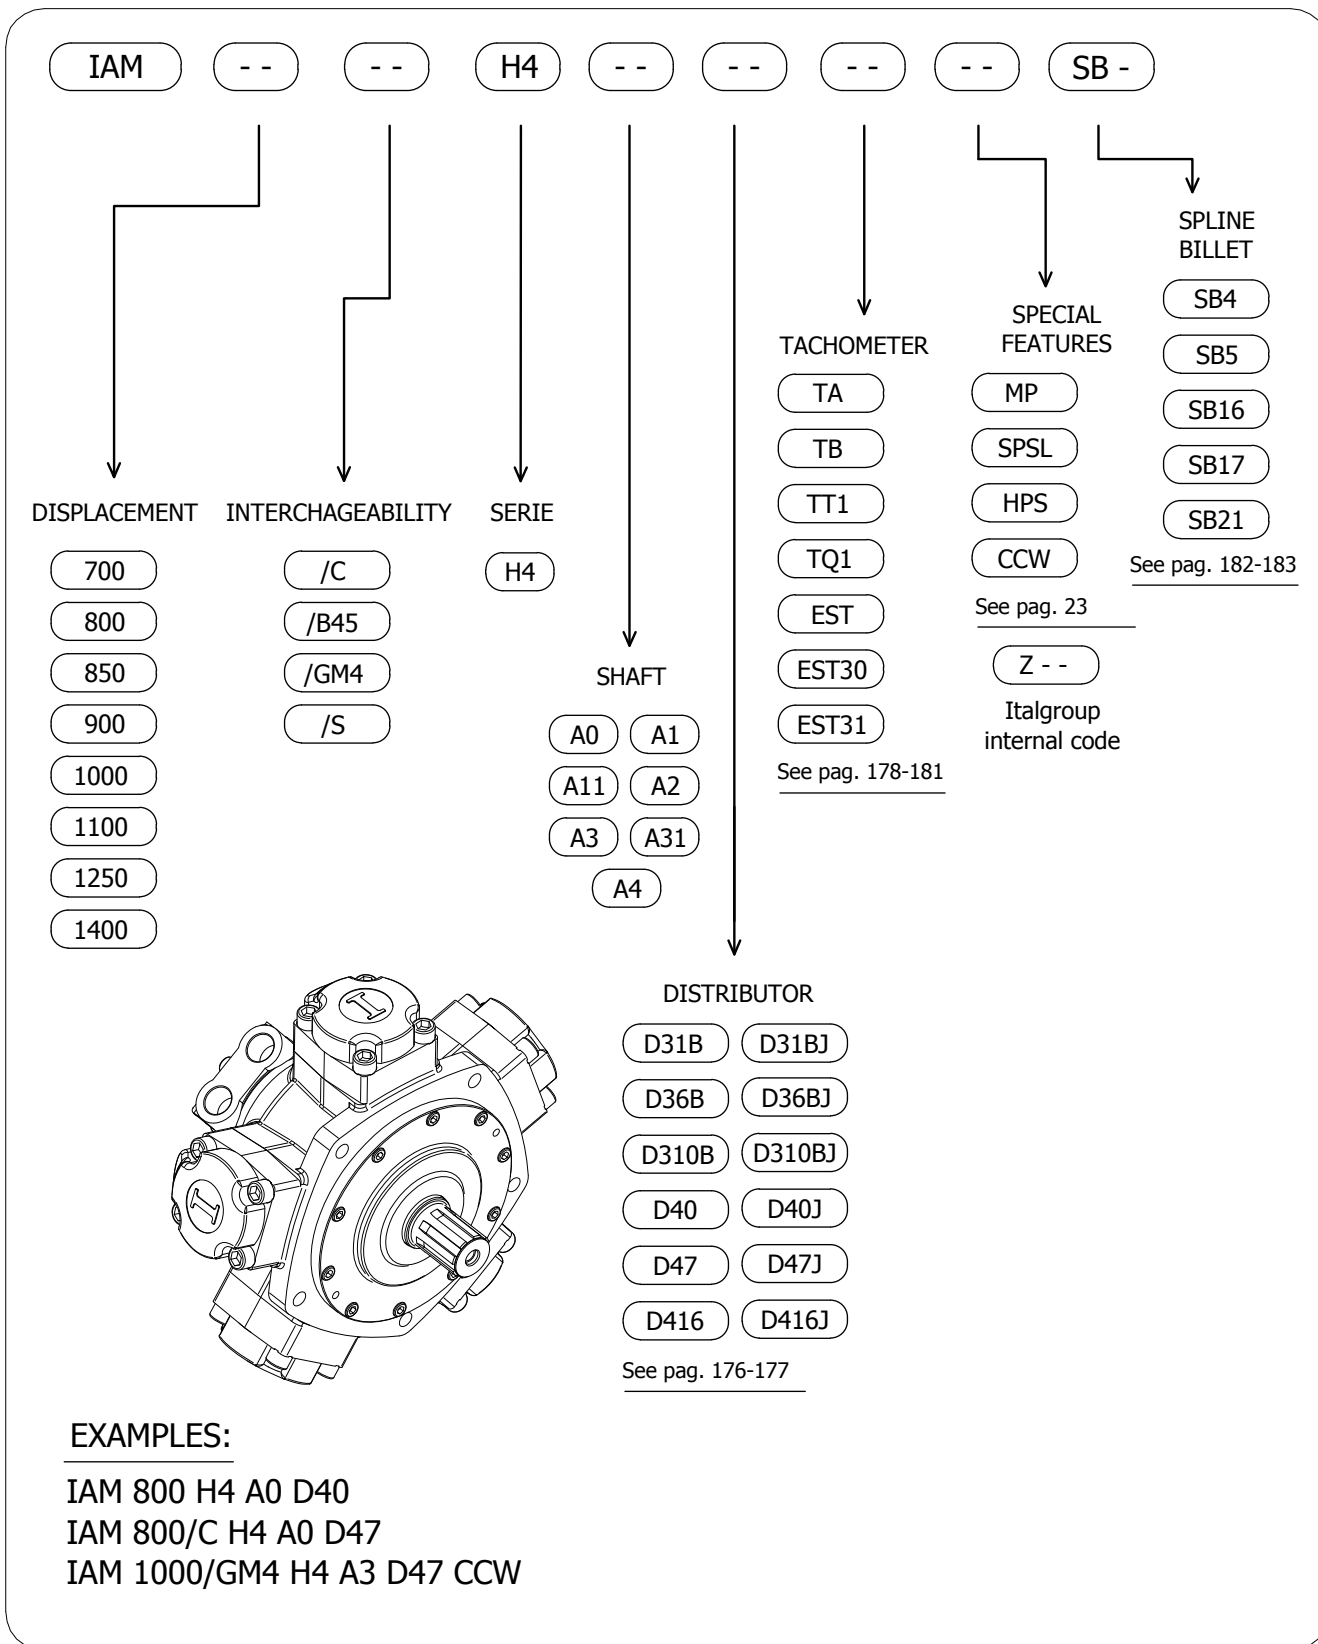 IAM -- -- H4 -- -- -- -- SB -
SPLINE
BILLET
SB4
SB5
SB16
SB17
SB21
See pag. 182-183
SPECIAL
FEATURES
MP
SPSL
HPS
CCW
See pag. 23
Z --
Italgroup
internal code
TACHOMETER
TA
TB
TT1
TQ1
EST
EST30
EST31
See pag. 178-181
DISPLACEMENT
700
800
850
900
1000
1100
1250
1400
INTERCHAGEABILITY
/C
/B45
/GM4
/S
SERIE
H4
SHAFT
A0 A1
A11 A2
A3 A31
A4
DISTRIBUTOR
D31B D31BJ
D36B D36BJ
D310B D310BJ
D40 D40J
D47 D47J
D416 D416J
See pag. 176-177
I
I
EXAMPLES:
IAM 800 H4 A0 D40
IAM 800/C H4 A0 D47
IAM 1000/GM4 H4 A3 D47 CCW